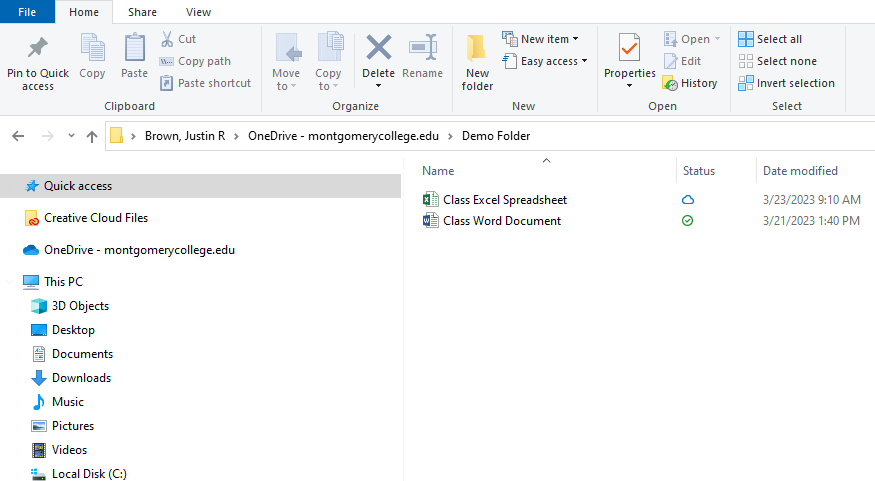 File Home Share View
Pin to Quick access
Copy
Paste
Cut
Copy path
Paste shortcut
Clipboard
Move to
Copy to
Delete
Rename
Organize
New folder
New item
Easy access
New
Properties
Open
Edit
History
Open
Select all
Select none
Invert selection
Select
Brown, Justin R > OneDrive - montgomerycollege.edu > Demo Folder
Quick access
Creative Cloud Files
OneDrive - montgomerycollege.edu
This PC
3D Objects
Desktop
Documents
Downloads
Music
Pictures
Videos
Local Disk (C:)
Name Status Date modified
Class Excel Spreadsheet 3/23/2023 9:10 AM
Class Word Document 3/21/2023 1:40 PM